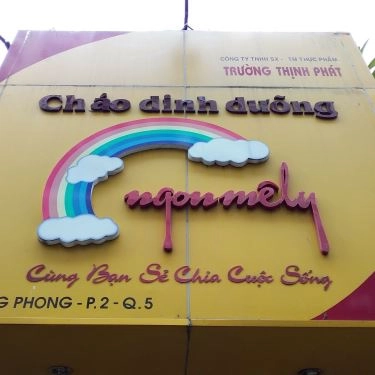 CÔNG TY TNHH SX - TM THỰC PHẨM
TRƯỜNG THỊNH PHÁT
Cháo dinh dưỡng
ngon mê ly
Cùng Bạn Sẻ Chia Cuộc Sống
G PHONG - P.2 - Q.5